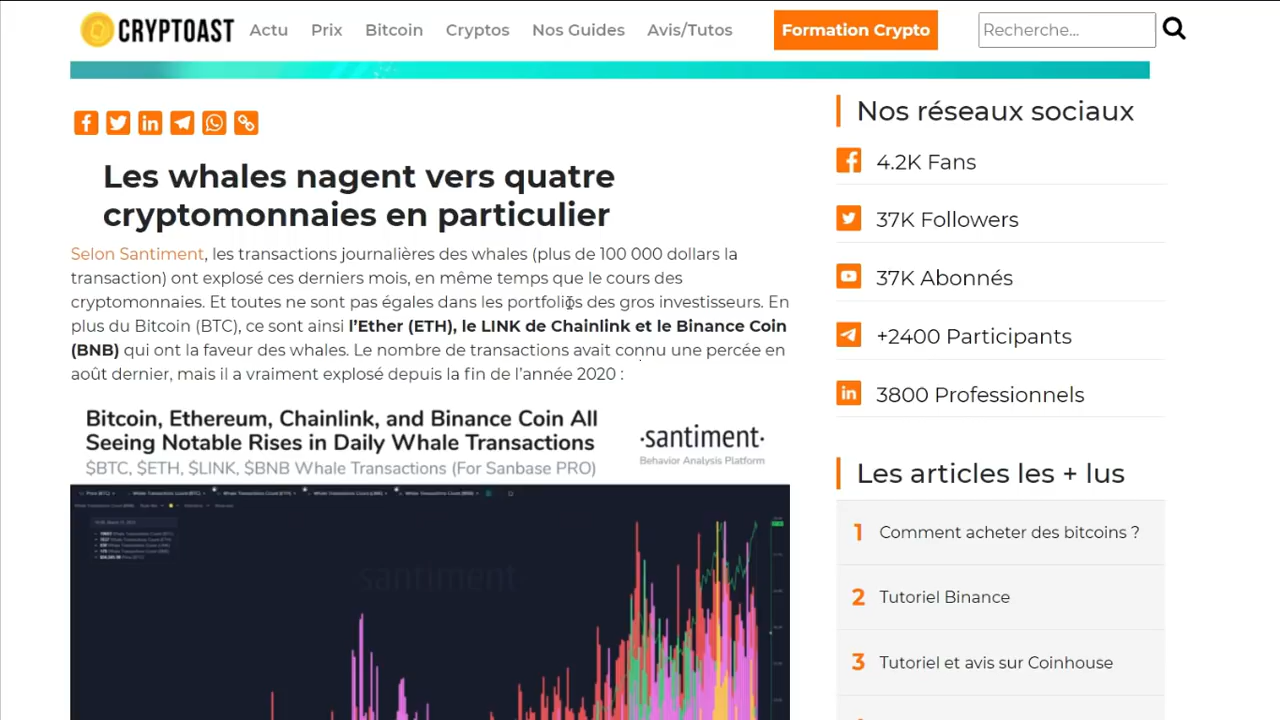 CRYPTOAST
Actu Prix Bitcoin Cryptos Nos Guides Avis/Tutos Formation Crypto Recherche...
Les whales nagent vers quatre
cryptomonnaies en particulier
Selon Santiment, les transactions journalières des whales (plus de 100 000 dollars la
transaction) ont explosé ces derniers mois, en même temps que le cours des
cryptomonnaies. Et toutes ne sont pas égales dans les portfolios des gros investisseurs. En
plus du Bitcoin (BTC), ce sont ainsi l'Ether (ETH), le LINK de Chainlink et le Binance Coin
(BNB) qui ont la faveur des whales. Le nombre de transactions avait connu une percée en
août dernier, mais il a vraiment explosé depuis la fin de l'année 2020 :
Bitcoin, Ethereum, Chainlink, and Binance Coin All
Seeing Notable Rises in Daily Whale Transactions
$BTC, $ETH, $LINK, $BNB Whale Transactions (For Sanbase PRO)
·santiment·
Behavior Analysis Platform
santiment
Nos réseaux sociaux
4.2K Fans
37K Followers
37K Abonnés
+2400 Participants
3800 Professionnels
Les articles les + lus
1 Comment acheter des bitcoins ?
2 Tutoriel Binance
3 Tutoriel et avis sur Coinhouse